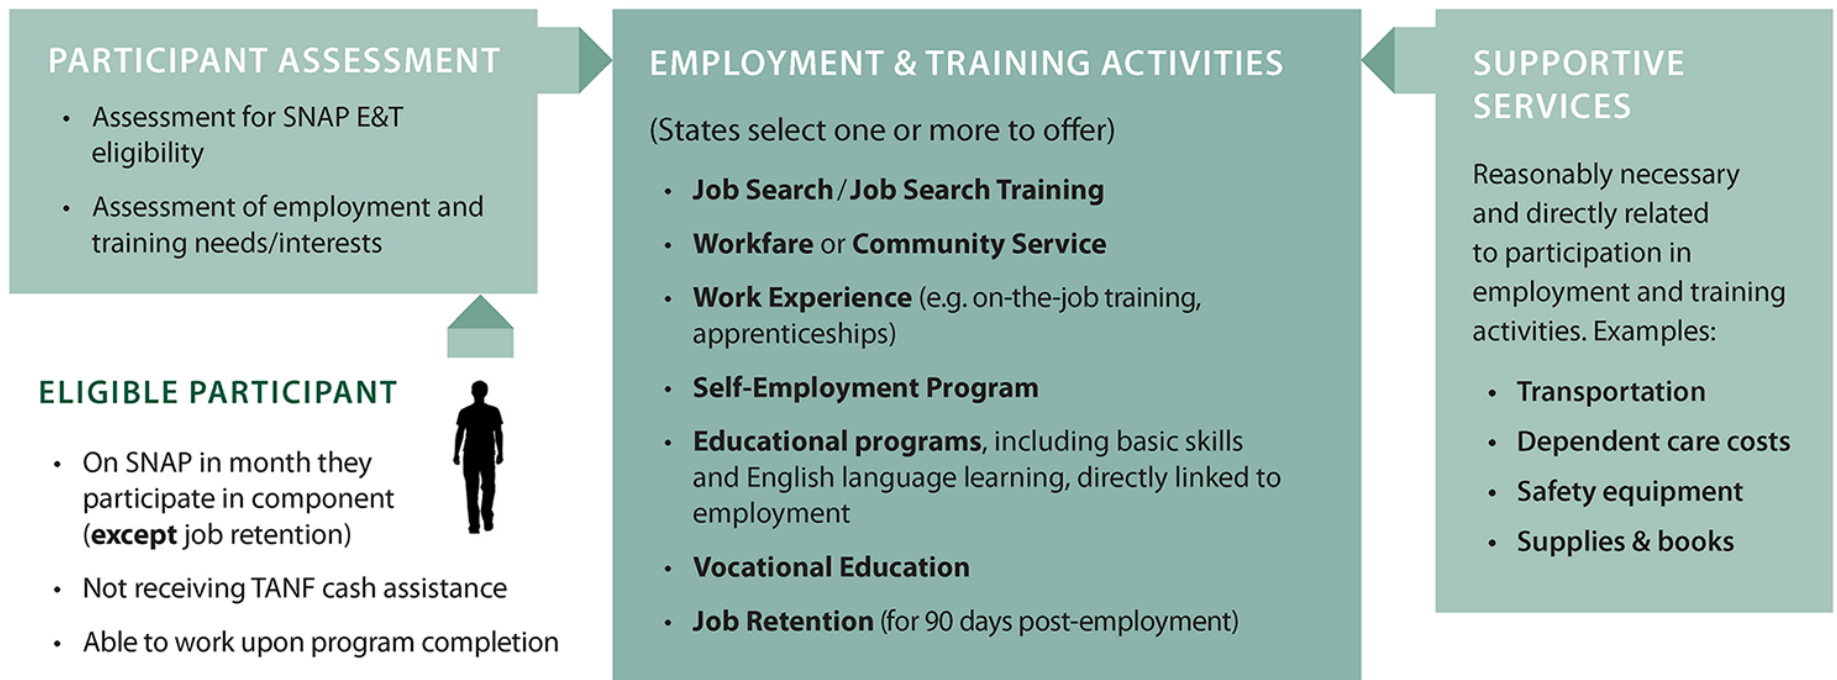 PARTICIPANT ASSESSMENT
• Assessment for SNAP E&T
eligibility
• Assessment of employment and
training needs/interests
ELIGIBLE PARTICIPANT
• On SNAP in month they
participate in component
(except job retention)
• Not receiving TANF cash assistance
• Able to work upon program completion
EMPLOYMENT & TRAINING ACTIVITIES
(States select one or more to offer)
• Job Search/Job Search Training
• Workfare or Community Service
• Work Experience (e.g. on-the-job training,
apprenticeships)
• Self-Employment Program
• Educational programs, including basic skills
and English language learning, directly linked to
employment
• Vocational Education
• Job Retention (for 90 days post-employment)
SUPPORTIVE
SERVICES
Reasonably necessary
and directly related
to participation in
employment and training
activities. Examples:
• Transportation
• Dependent care costs
• Safety equipment
• Supplies & books